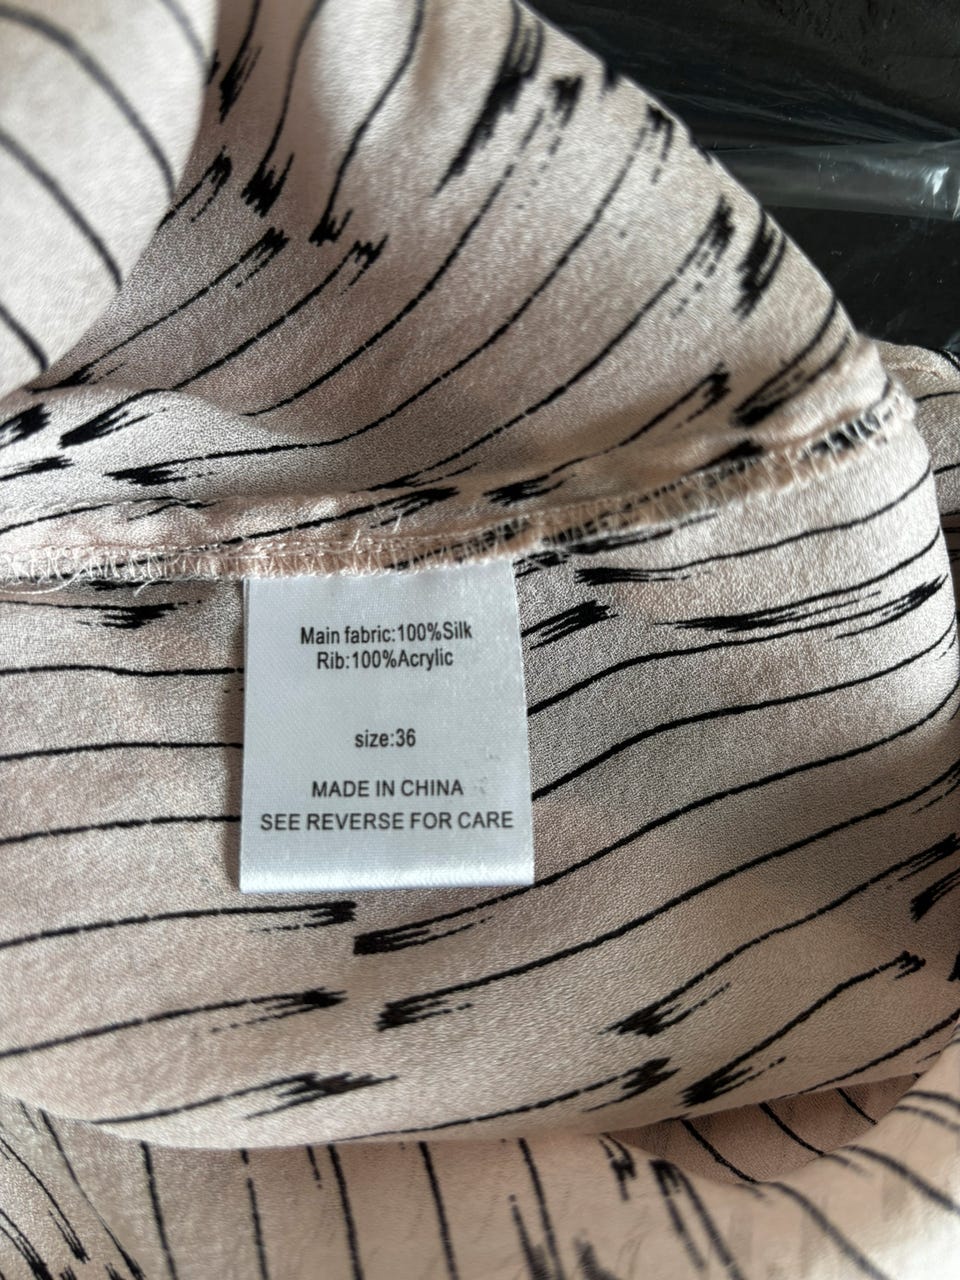 Main fabric:100%Silk
Rib:100%Acrylic
size:36
MADE IN CHINA
SEE REVERSE FOR CARE